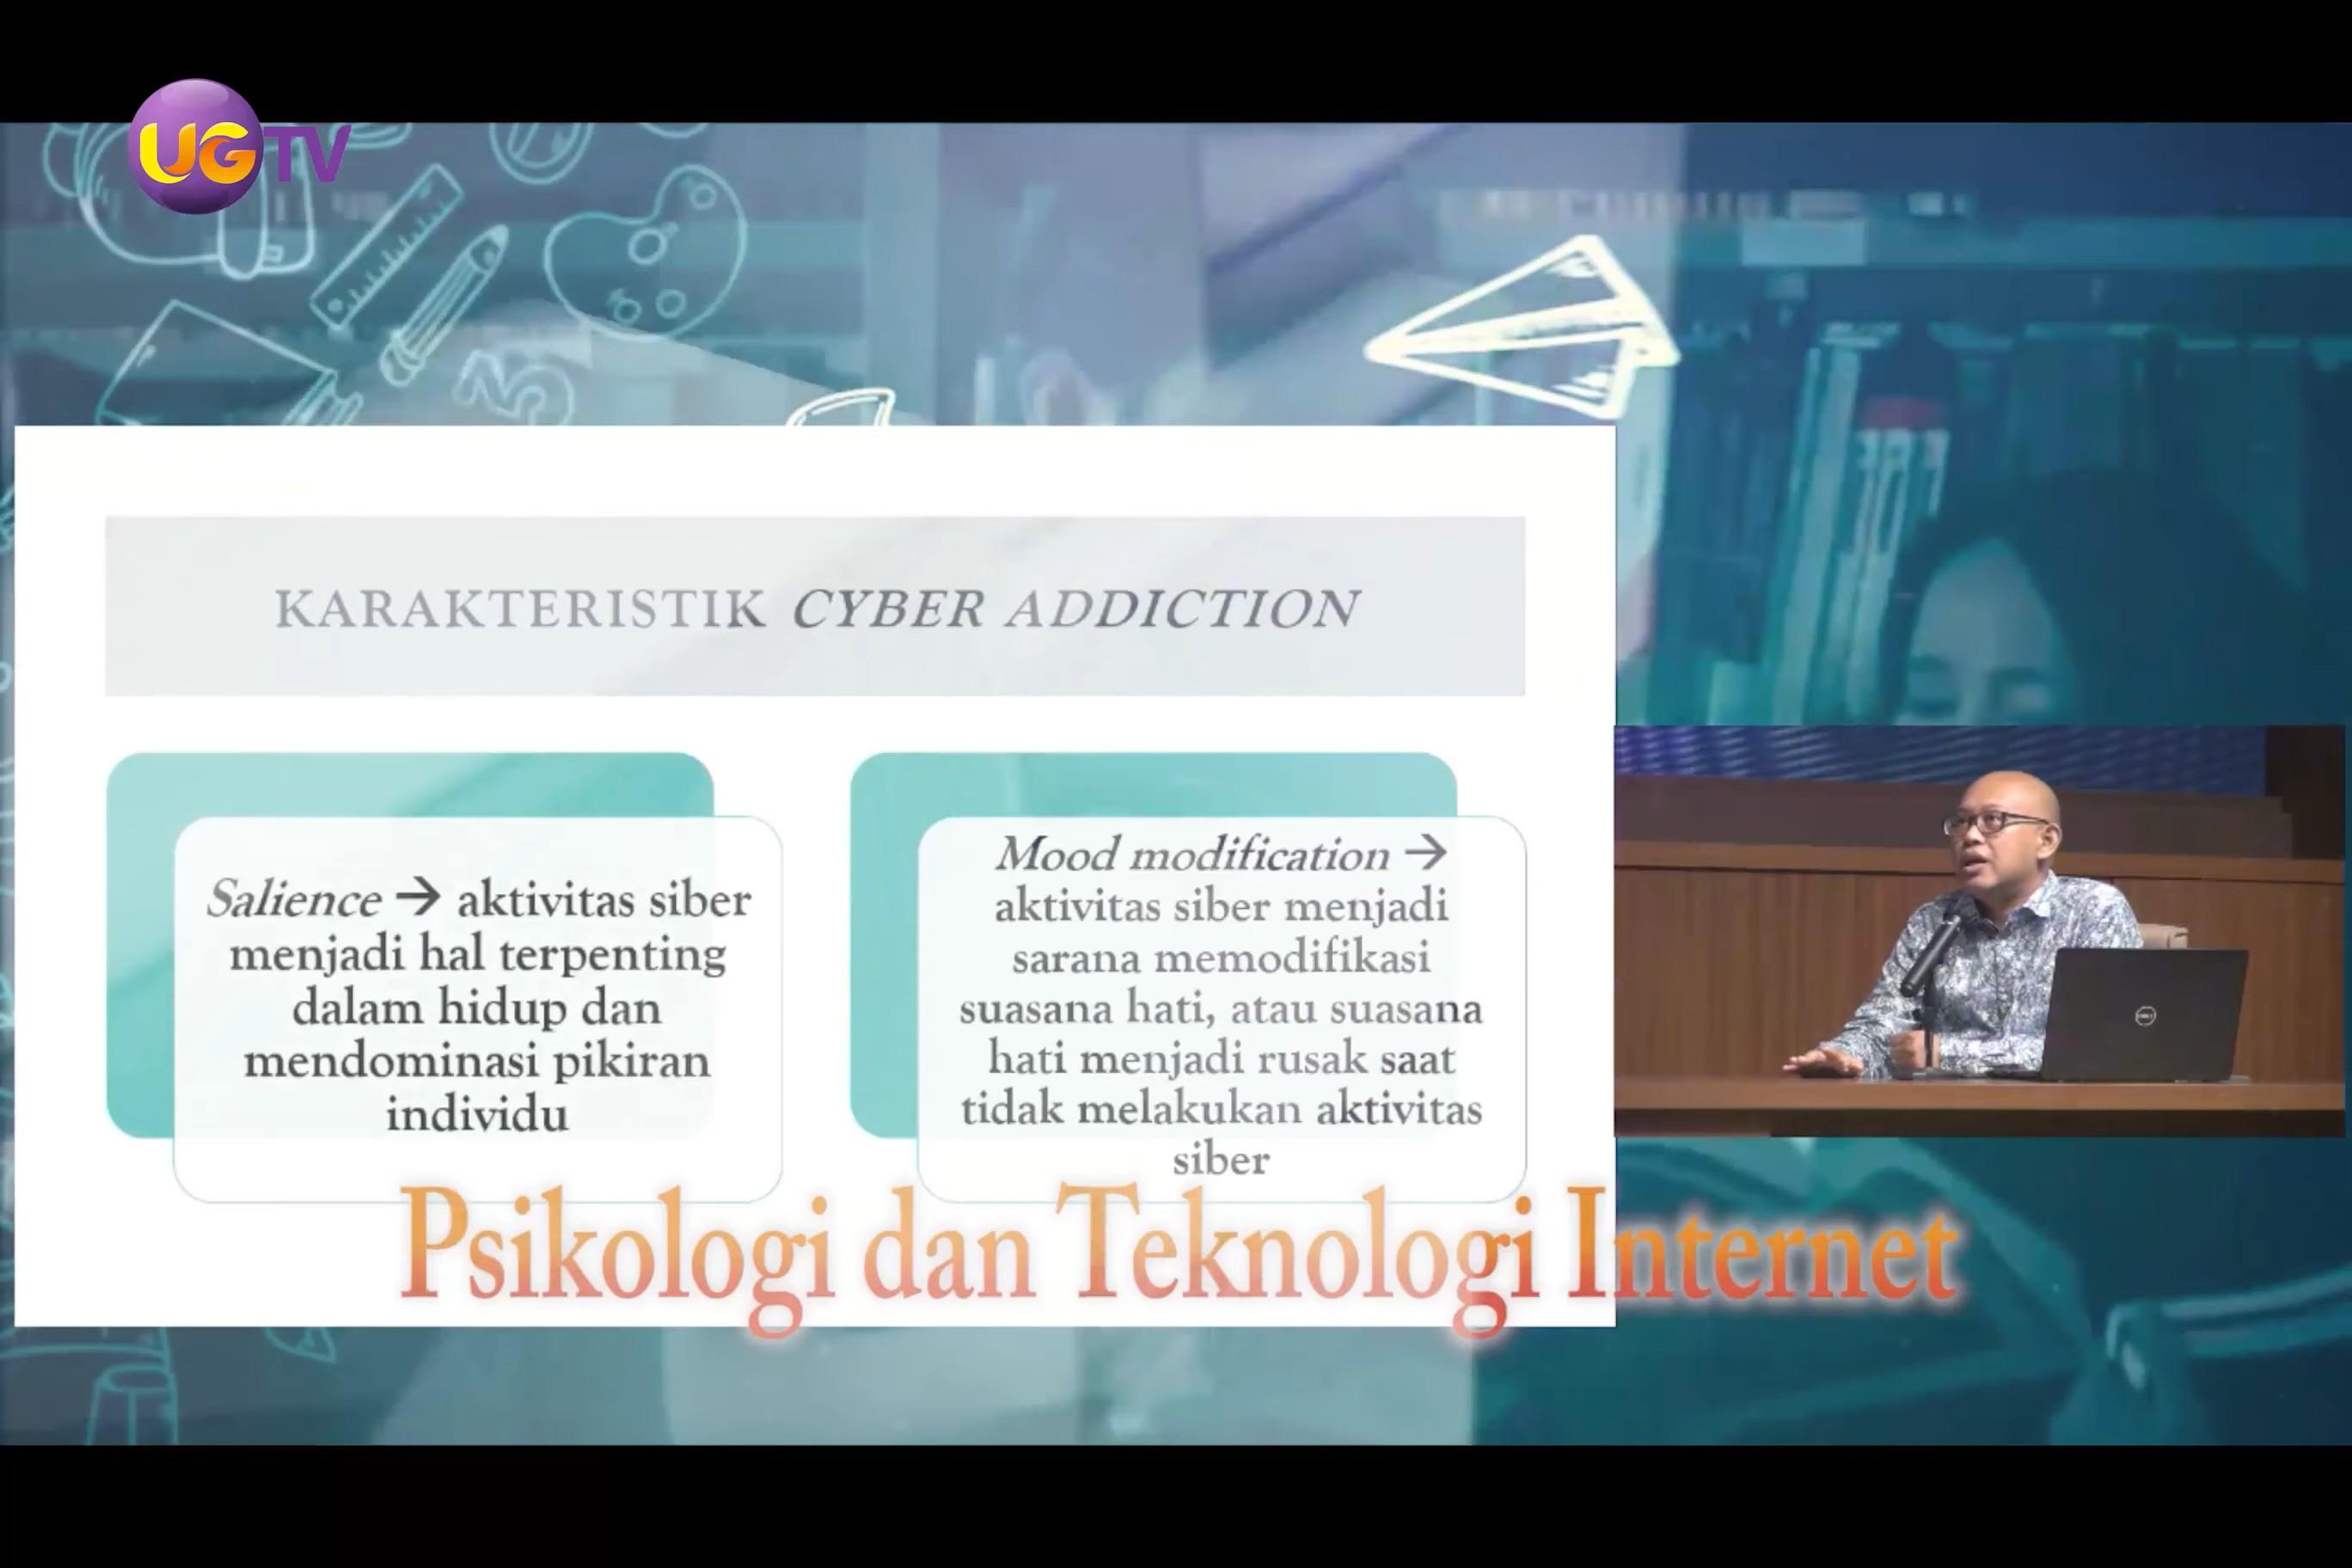 UGTV
KARAKTERISTIK CYBER ADDICTION
Salience → aktivitas siber
menjadi hal terpenting
dalam hidup dan
mendominasi pikiran
individu
Mood modification →
aktivitas siber menjadi
sarana memodifikasi
suasana hati, atau suasana
hati menjadi rusak saat
tidak melakukan aktivitas
siber
Psikologi dan Teknologi Internet
DELL